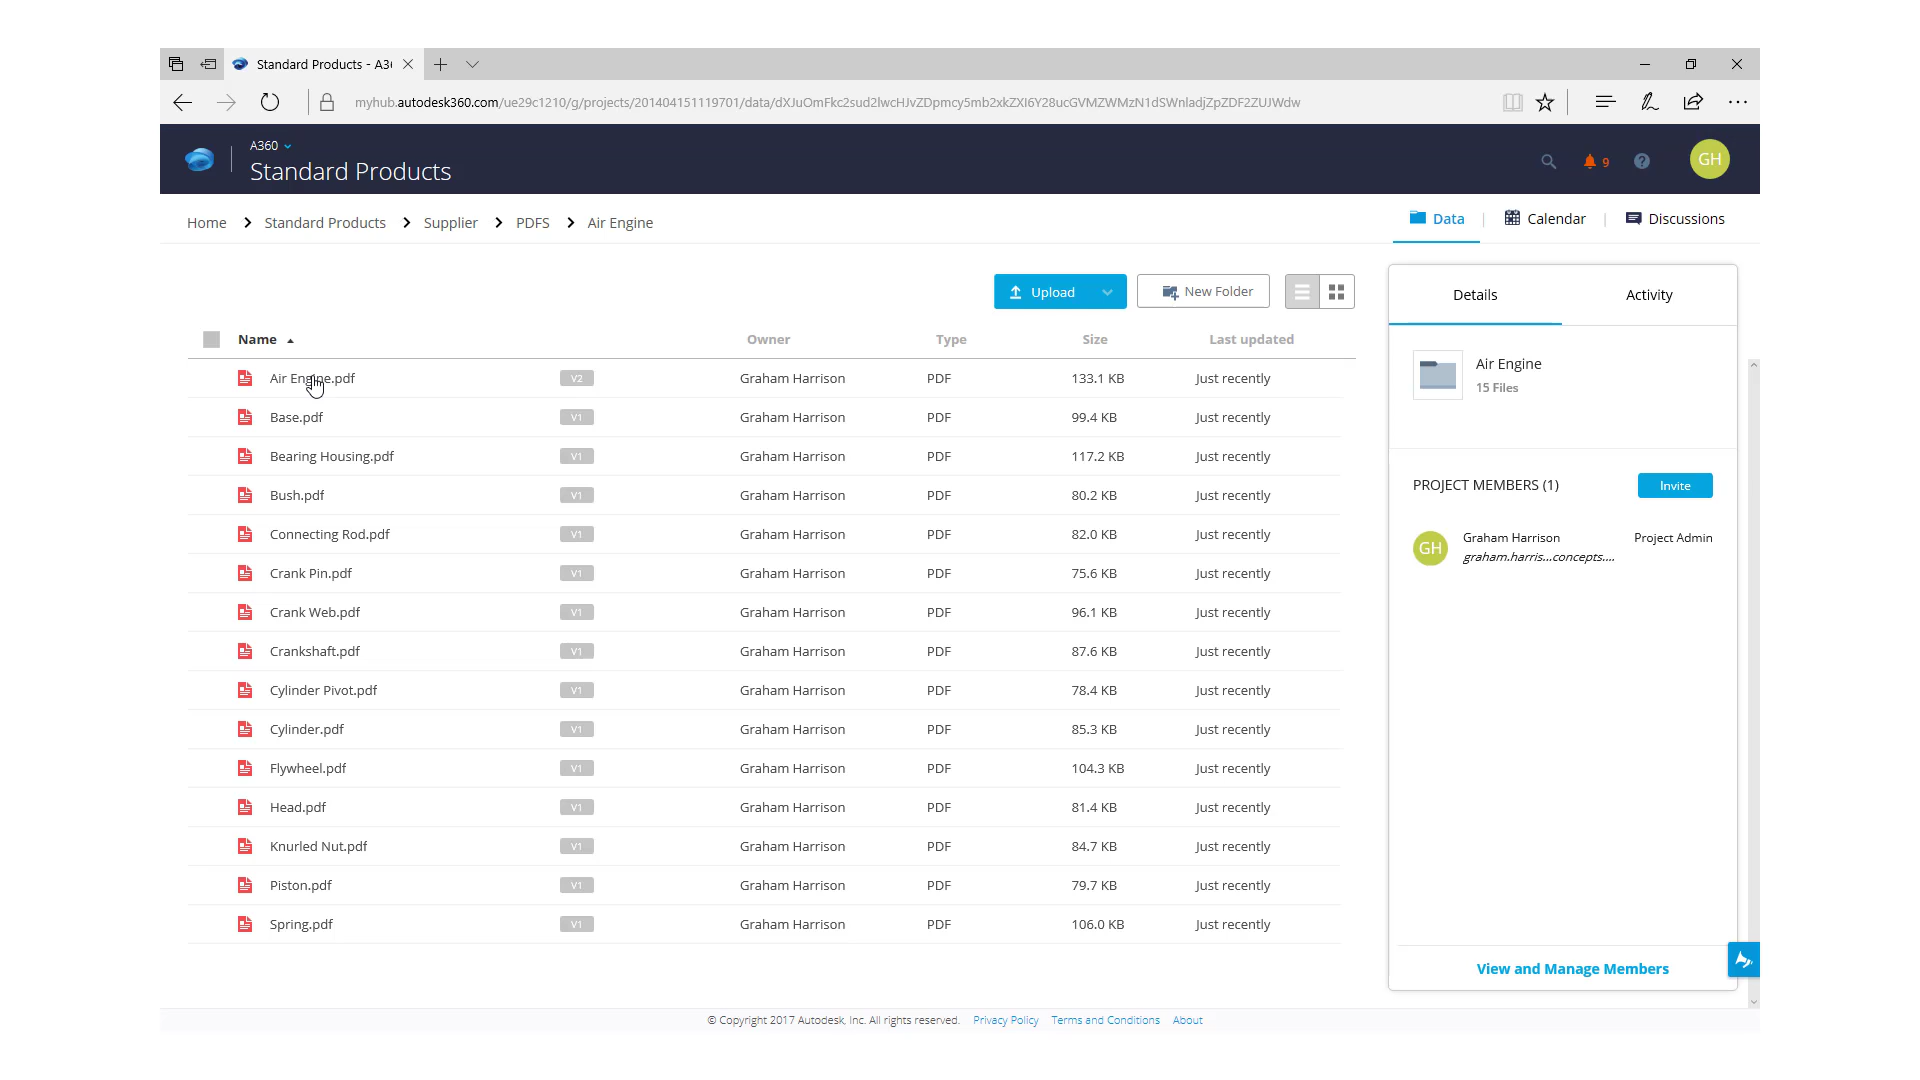 Standard Products - A3
myhub.autodesk360.com/ue29c1210/g/projects/201404151119701/data/dXJuOmFkc2sud2lwcHJvZDpmcy5mb2xkZXI6Y28ucGVMZWMzN1dSWnladjZpZDF2ZUJWdw
A360
Standard Products
9
GH
Home Standard Products Supplier PDFS Air Engine
Data Calendar Discussions
Upload New Folder
Details Activity
Name Owner Type Size Last updated
Air Engine
15 Files
Air Engine.pdf V2 Graham Harrison PDF 133.1 KB Just recently
Base.pdf V1 Graham Harrison PDF 99.4 KB Just recently
Bearing Housing.pdf V1 Graham Harrison PDF 117.2 KB Just recently
Bush.pdf V1 Graham Harrison PDF 80.2 KB Just recently
Connecting Rod.pdf V1 Graham Harrison PDF 82.0 KB Just recently
Crank Pin.pdf V1 Graham Harrison PDF 75.6 KB Just recently
Crank Web.pdf V1 Graham Harrison PDF 96.1 KB Just recently
Crankshaft.pdf V1 Graham Harrison PDF 87.6 KB Just recently
Cylinder Pivot.pdf V1 Graham Harrison PDF 78.4 KB Just recently
Cylinder.pdf V1 Graham Harrison PDF 85.3 KB Just recently
Flywheel.pdf V1 Graham Harrison PDF 104.3 KB Just recently
Head.pdf V1 Graham Harrison PDF 81.4 KB Just recently
Knurled Nut.pdf V1 Graham Harrison PDF 84.7 KB Just recently
Piston.pdf V1 Graham Harrison PDF 79.7 KB Just recently
Spring.pdf V1 Graham Harrison PDF 106.0 KB Just recently
PROJECT MEMBERS (1) Invite
GH Graham Harrison Project Admin
graham.harris...concepts....
View and Manage Members
© Copyright 2017 Autodesk, Inc. All rights reserved. Privacy Policy Terms and Conditions About